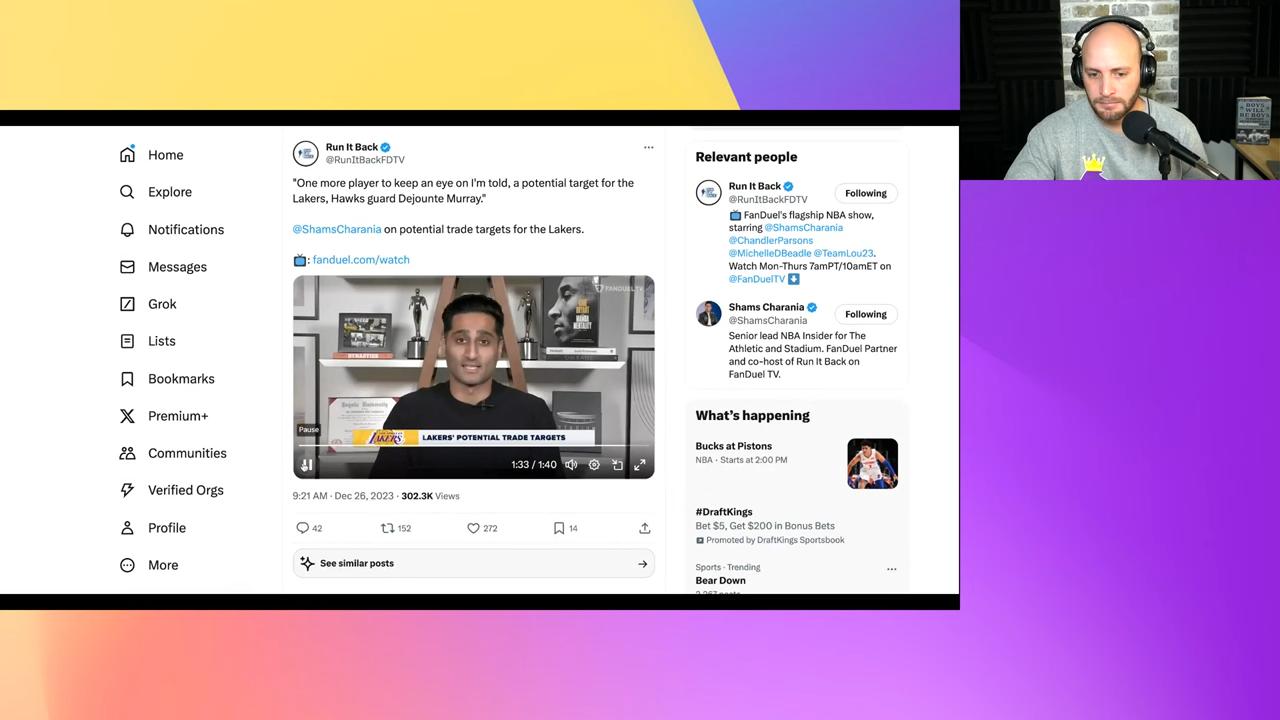 Home
Explore
Notifications
Messages
Grok
Lists
Bookmarks
Premium+
Communities
Verified Orgs
Profile
More
Run It Back
@RunItBackFDTV
"One more player to keep an eye on I'm told, a potential target for the
Lakers, Hawks guard Dejounte Murray."
@ShamsCharania on potential trade targets for the Lakers.
: fanduel.com/watch
FANDUEL TV
Pause
LAKERS
LAKERS' POTENTIAL TRADE TARGETS
1:33 / 1:40
9:21 AM · Dec 26, 2023 · 302.3K Views
42
152
272
14
See similar posts
Relevant people
Run It Back
@RunItBackFDTV
Following
FanDuel's flagship NBA show,
starring @ShamsCharania
@ChandlerParsons
@MichelleDBeadle @TeamLou23.
Watch Mon-Thurs 7amPT/10amET on
@FanDuelTV
Shams Charania
@ShamsCharania
Following
Senior lead NBA Insider for The
Athletic and Stadium. FanDuel Partner
and co-host of Run It Back on
FanDuel TV.
What's happening
Bucks at Pistons
NBA · Starts at 2:00 PM
#DraftKings
Bet $5, Get $200 in Bonus Bets
Promoted by DraftKings Sportsbook
Sports · Trending
Bear Down
BOYS
WILL
BE BOYS